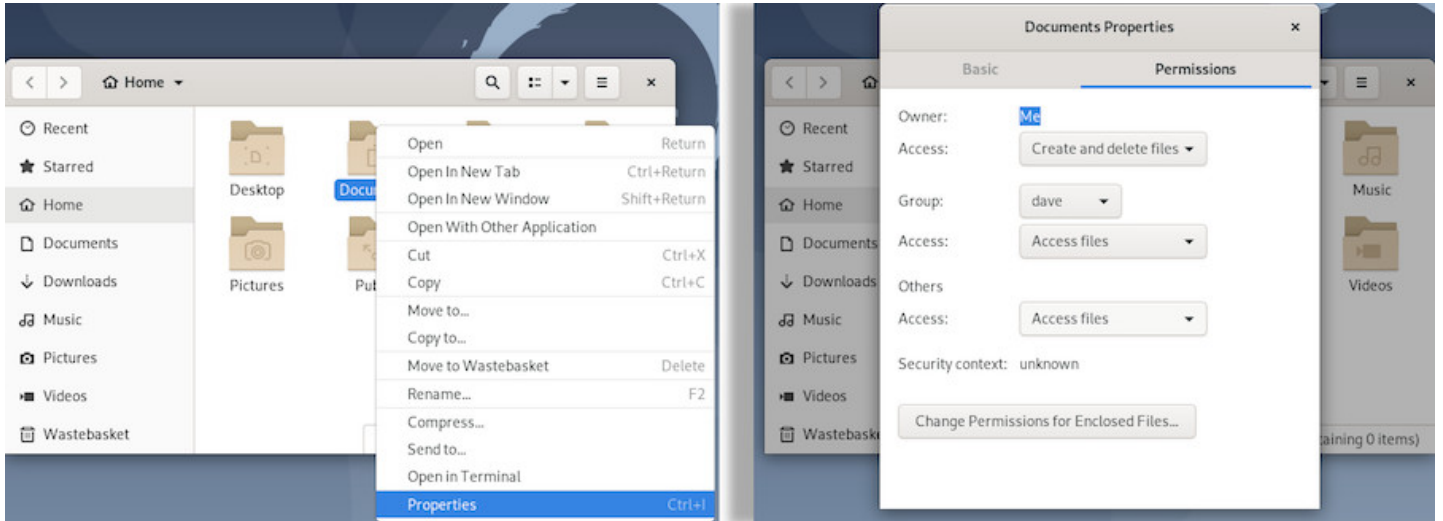 Home
Recent
Starred
Home
Documents
Downloads
Music
Pictures
Videos
Wastebasket
Desktop
Docu
Pictures
Pub
Open Return
Open In New Tab Ctrl+Return
Open In New Window Shift+Return
Open With Other Application
Cut Ctrl+X
Copy Ctrl+C
Move to...
Copy to...
Move to Wastebasket Delete
Rename... F2
Compress...
Send to...
Open in Terminal
Properties Ctrl+I
Recent
Starred
Home
Documents
Downloads
Music
Pictures
Videos
Wastebaske
Documents Properties
Basic Permissions
Owner: Me
Access: Create and delete files
Group: dave
Access: Access files
Others
Access: Access files
Security context: unknown
Change Permissions for Enclosed Files...
Music
Videos
aining 0 items)